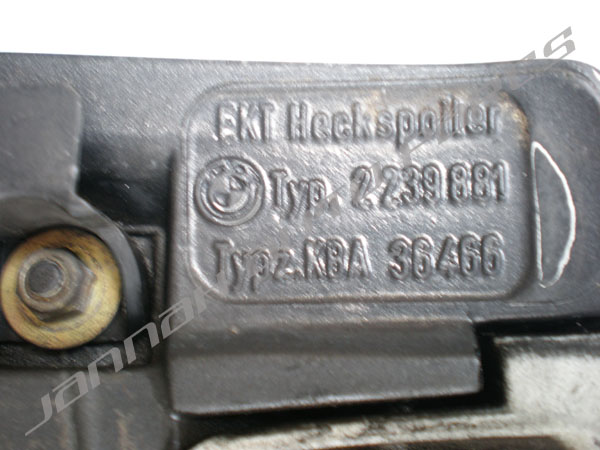 EKT Heckspoiler
Typ. 2 239 881
Typz. KBA 36466